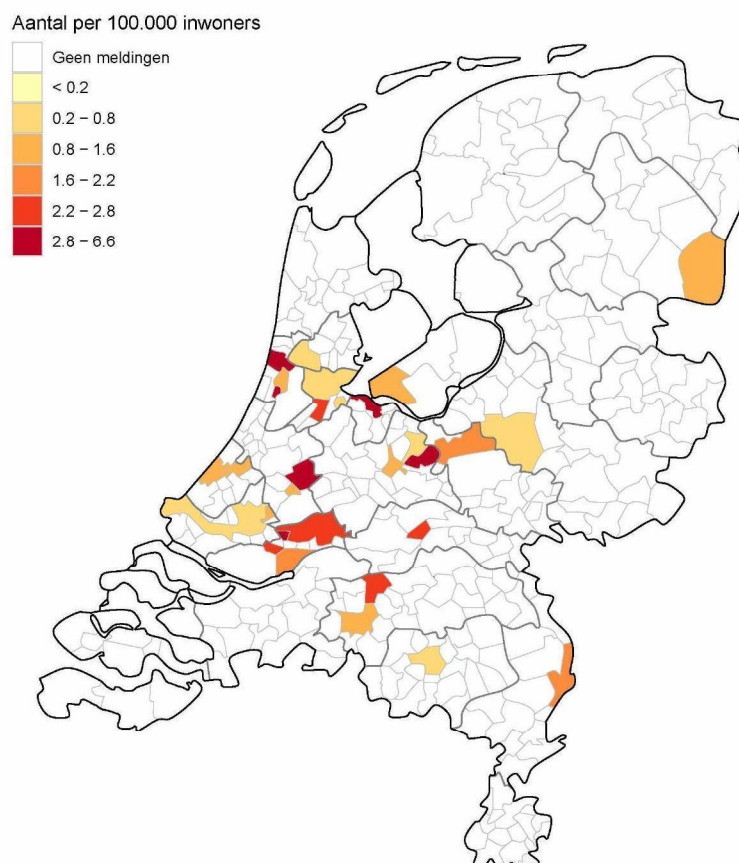 Aantal per 100.000 inwoners
Geen meldingen
< 0.2
0.2 – 0.8
0.8 – 1.6
1.6 – 2.2
2.2 – 2.8
2.8 – 6.6